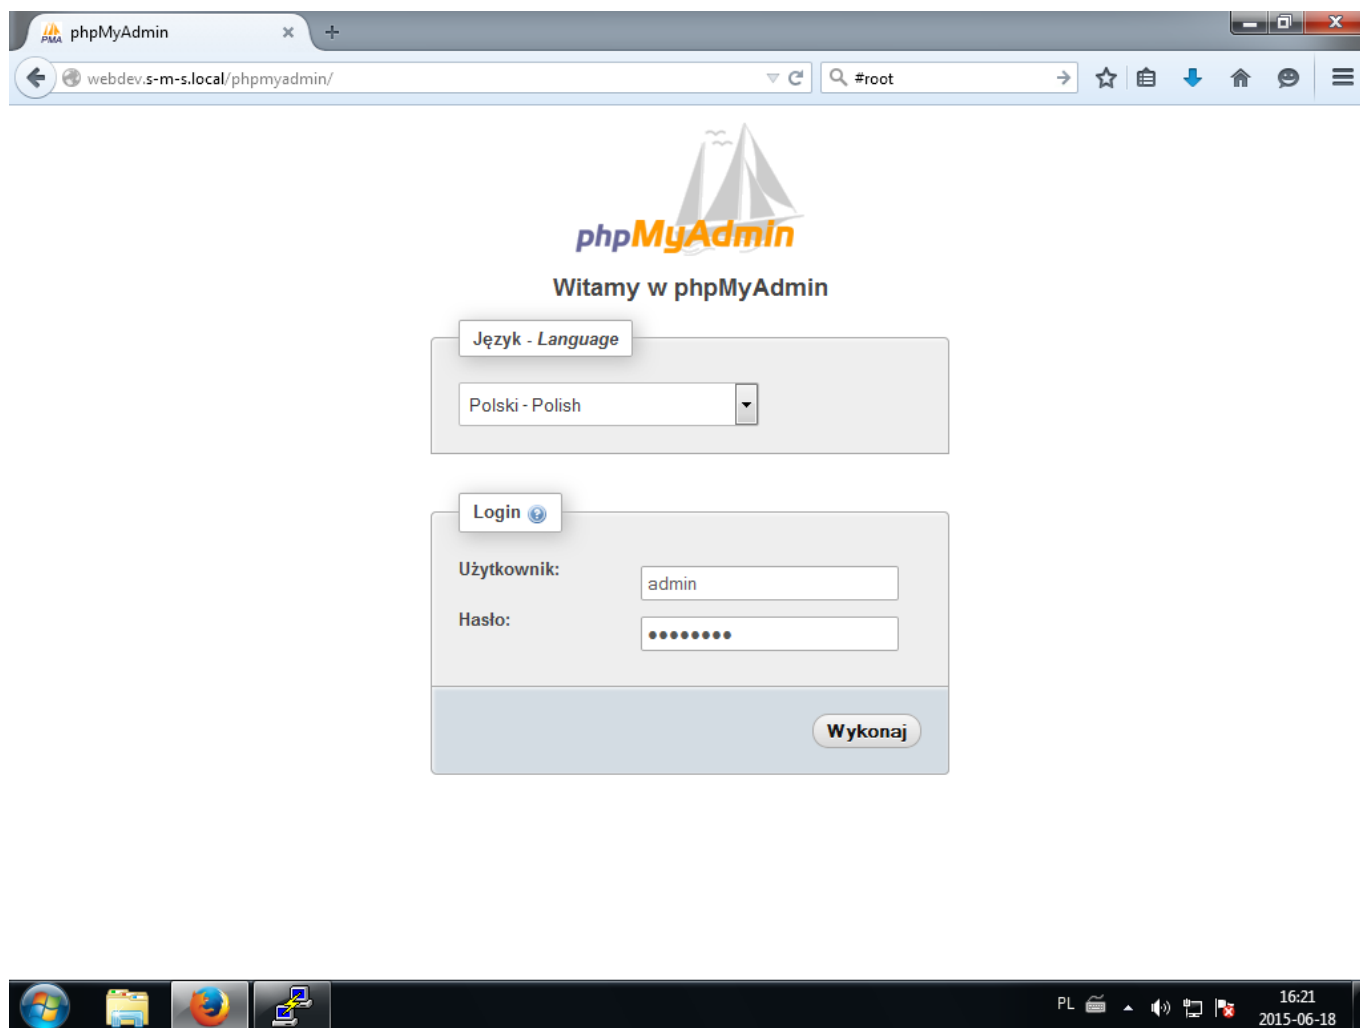 PMA phpMyAdmin
webdev.s-m-s.local/phpmyadmin/
#root
phpMyAdmin
Witamy w phpMyAdmin
Język - Language
Polski - Polish
Login
Użytkownik:
admin
Hasło:
Wykonaj
PL
16:21
2015-06-18